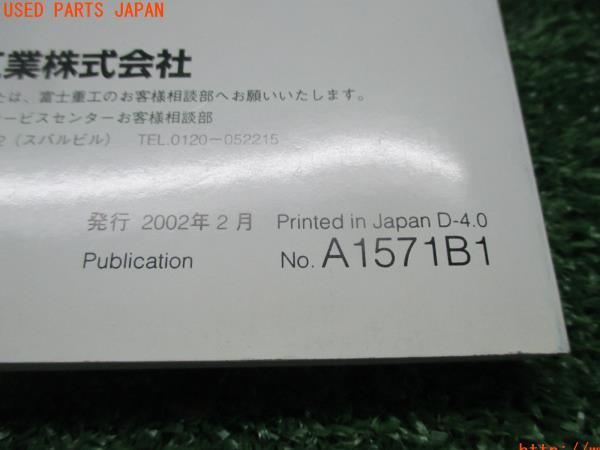 USED PARTS JAPAN
業株式会社
は、富士重工のお客様相談部へお願いいたします。
ービスセンターお客様相談部
2（スバルビル） TEL.0120－052215
発行 2002年2月 Printed in Japan D-4.0
Publication No. A1571B1
http://w